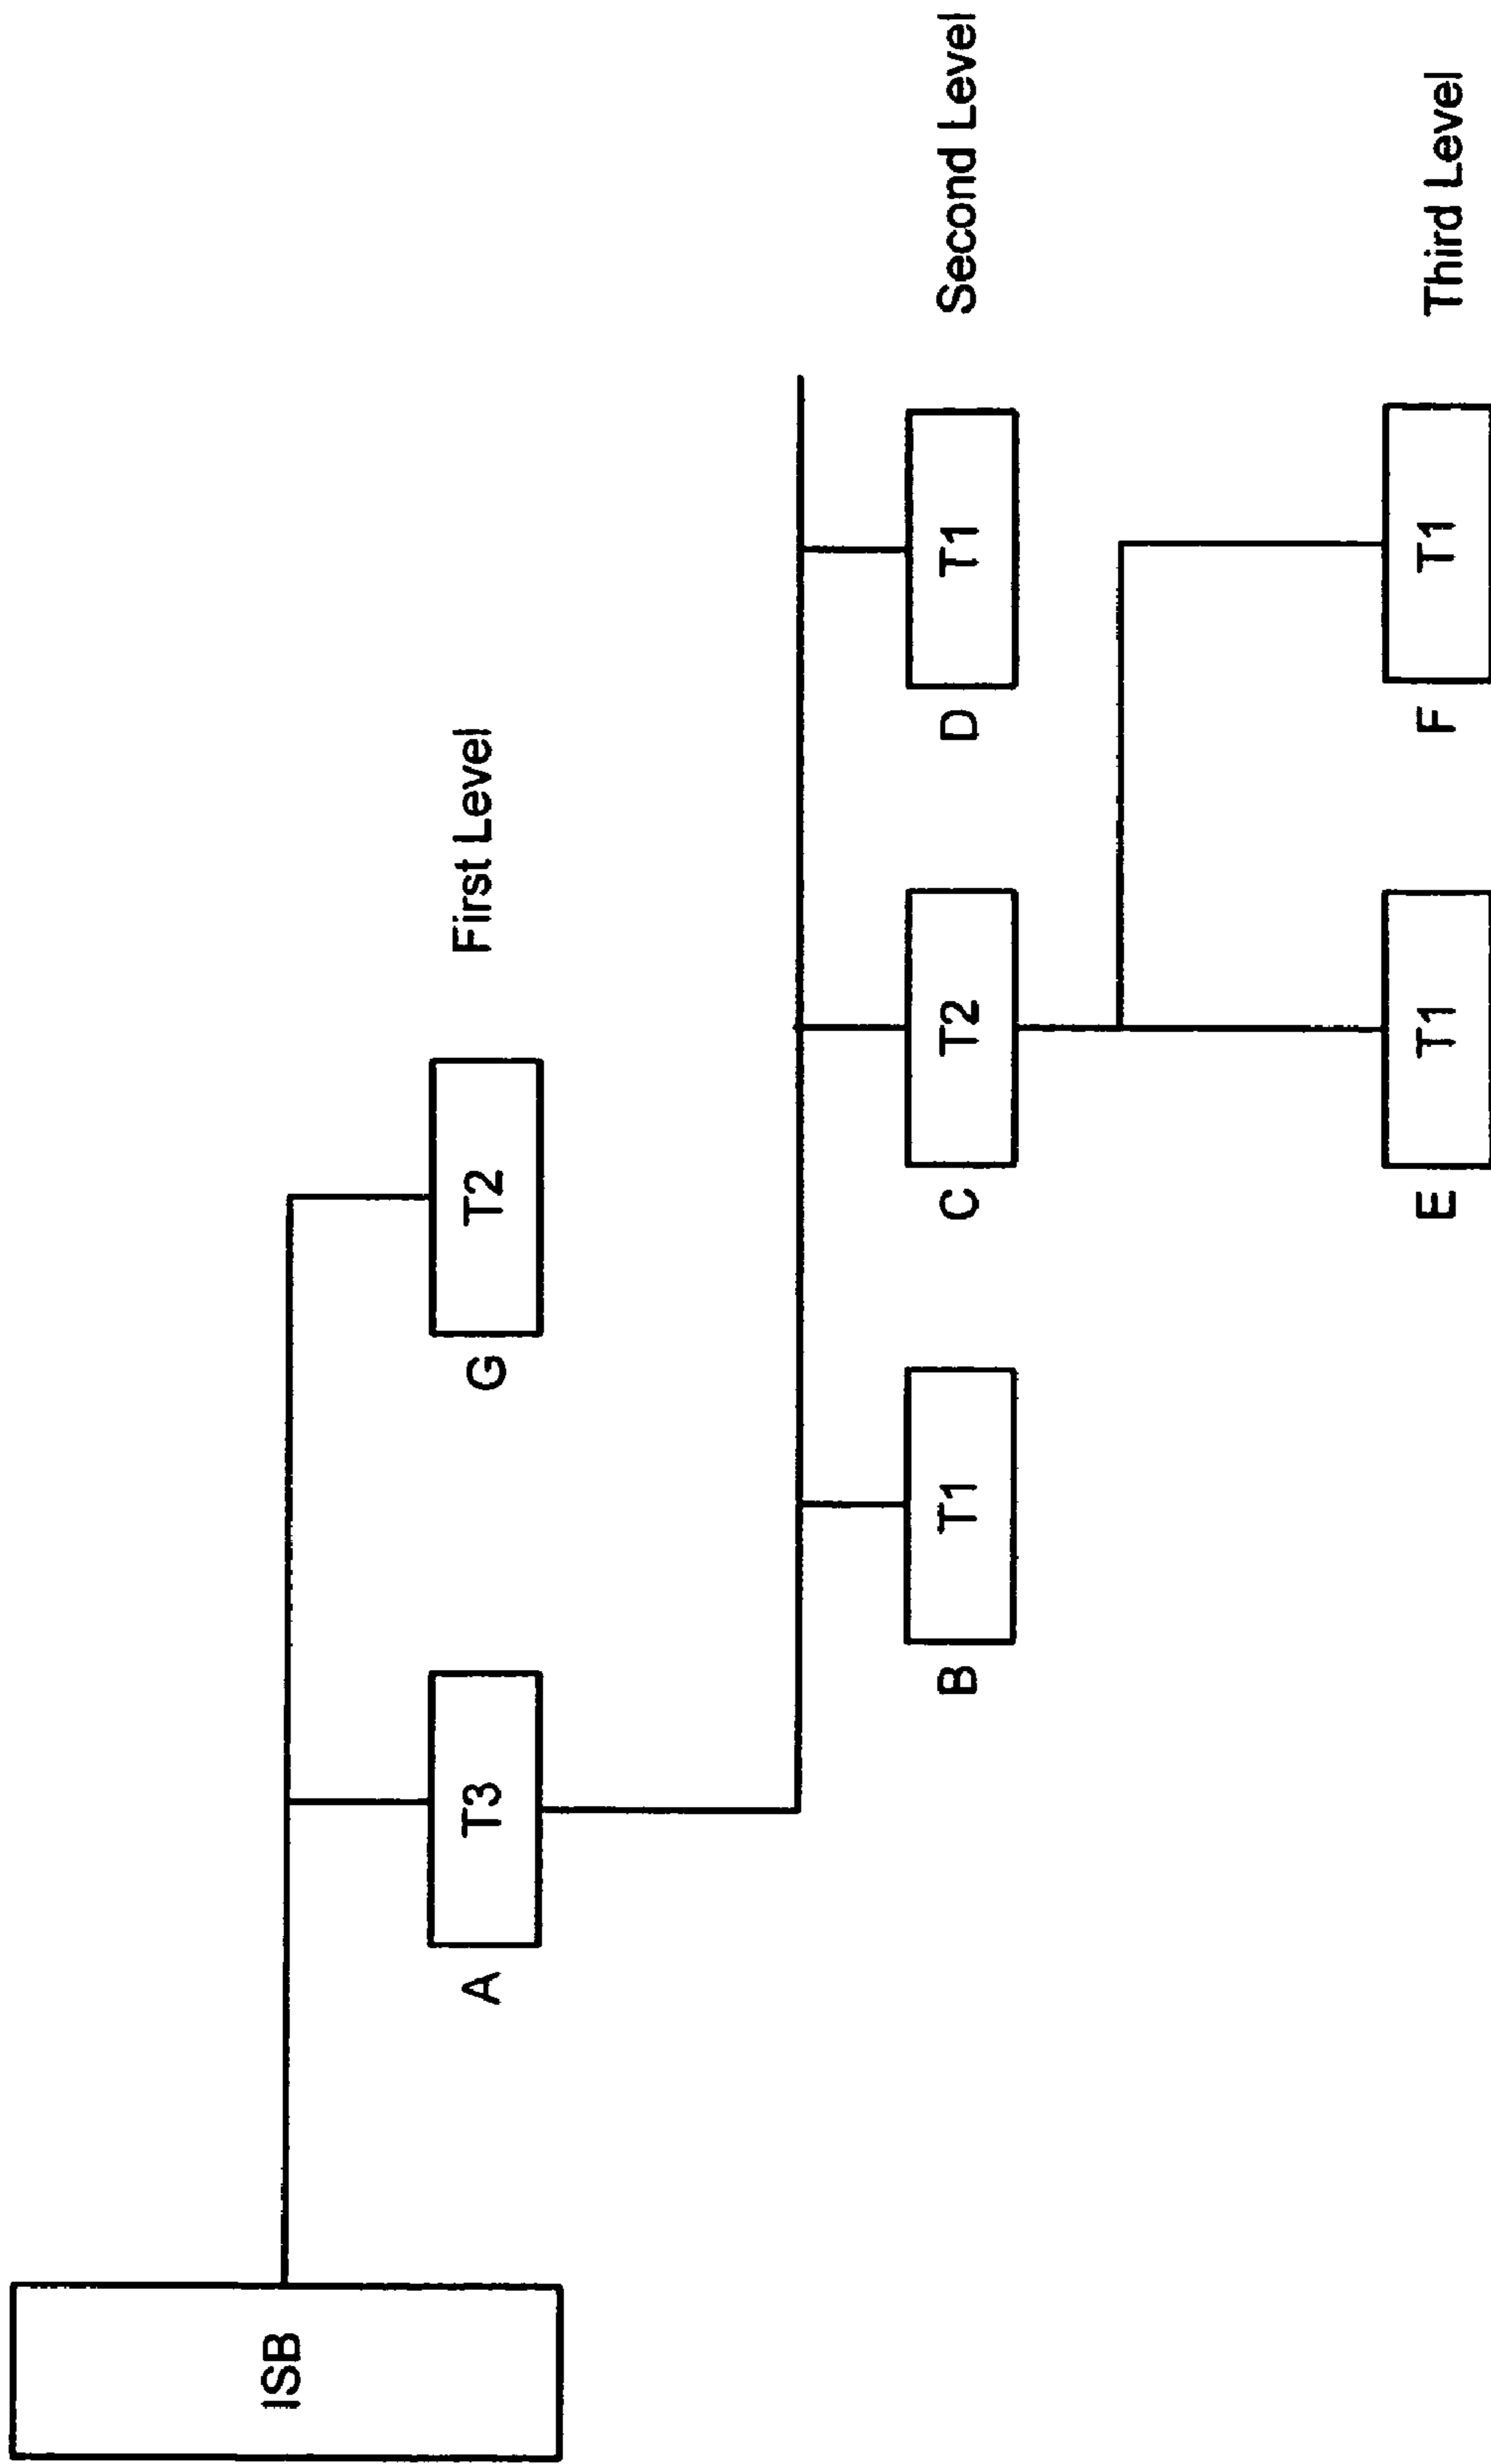 ISB
A
T3
G
T2
First Level
B
T1
C
T2
D
T1
Second Level
E
T1
F
T1
Third Level